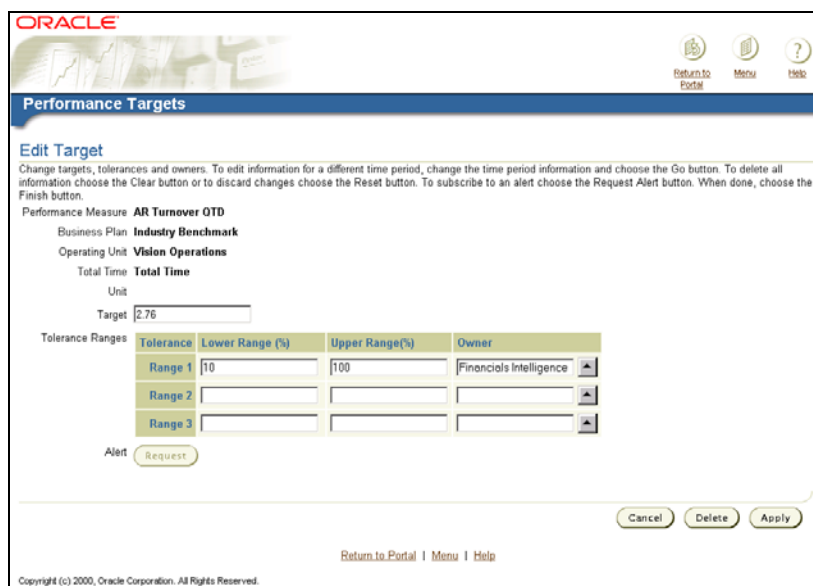 ORACLE
Return to Portal
Menu
Help
Performance Targets
Edit Target
Change targets, tolerances and owners. To edit information for a different time period, change the time period information and choose the Go button. To delete all
information choose the Clear button or to discard changes choose the Reset button. To subscribe to an alert choose the Request Alert button. When done, choose the
Finish button.
Performance Measure AR Turnover QTD
Business Plan Industry Benchmark
Operating Unit Vision Operations
Total Time Total Time
Unit
Target 2.76
Tolerance Ranges
Tolerance Lower Range (%) Upper Range(%) Owner
Range 1 10 100 Financials Intelligence
Range 2
Range 3
Alert Request
Cancel Delete Apply
Return to Portal | Menu | Help
Copyright (c) 2000, Oracle Corporation. All Rights Reserved.